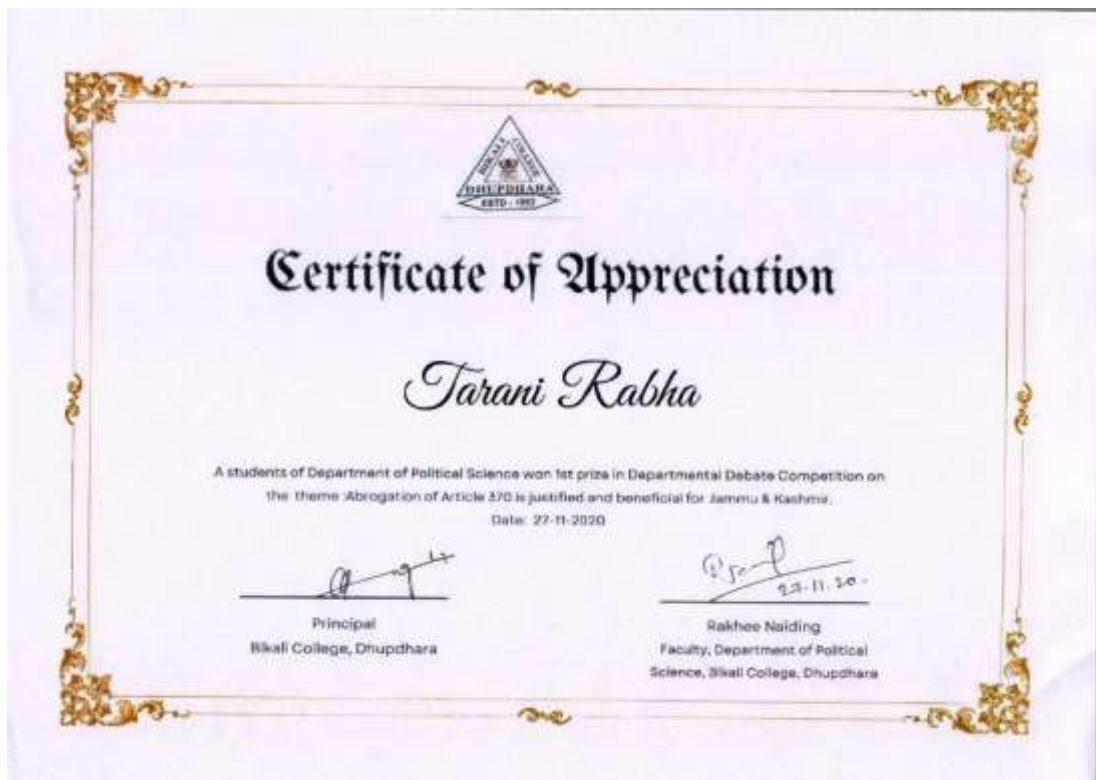 BIKALI COLLEGE
DHUPDHARA
ESTD - 1982
Certificate of Appreciation
Tarani Rabha
A students of Department of Political Science won 1st prize in Departmental Debate Competition on
the theme :Abrogation of Article 370 is justified and beneficial for Jammu & Kashmir.
Date: 27-11-2020
27.11.20.
Principal
Bikali College, Dhupdhara
Rakhee Naiding
Faculty, Department of Political
Science, Bikali College, Dhupdhara